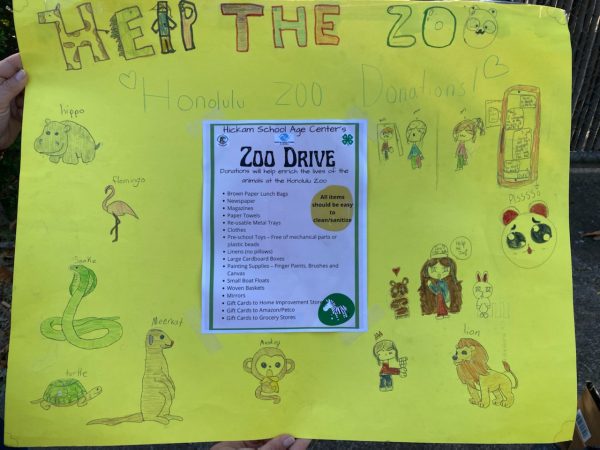 HELP THE ZOO
Honolulu ZOO Donations!
Hickam School Age Center's
ZOO DRIVE
Donations will help enrich the lives of the
animals at the Honolulu Zoo
Brown Paper Lunch Bags
Newspaper
Magazines
Paper Towels
Re-usable Metal Trays
Clothes
Pre-school Toys – Free of mechanical parts or
plastic beads
Linens (no pillows)
Large Cardboard Boxes
Painting Supplies – Finger Paints, Brushes and
Canvas
Small Boat Floats
Woven Baskets
Mirrors
Gift Cards to Home Improvement Stores
Gift Cards to Amazon/Petco
Gift Cards to Grocery Stores
All items
should be easy
to
clean/sanitize
hippo
flamingo
Snake
Meerkat
turtle
Monkey
lion